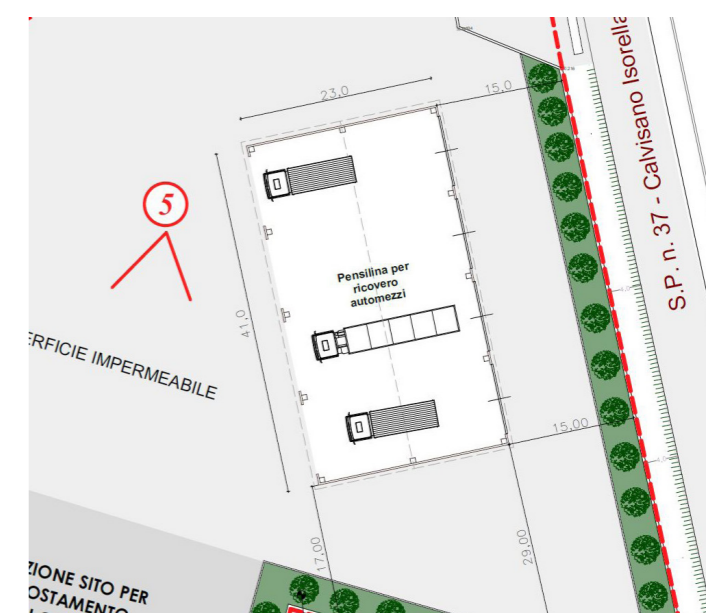 23,0
15,0
S.P. n. 37 - Calvisano Isorella
5
Pensilina per
ricovero
automezzi
41,0
ERFICIE IMPERMEABILE
15,00
17,00
29,00
ZIONE SITO PER
OSTAMENTO